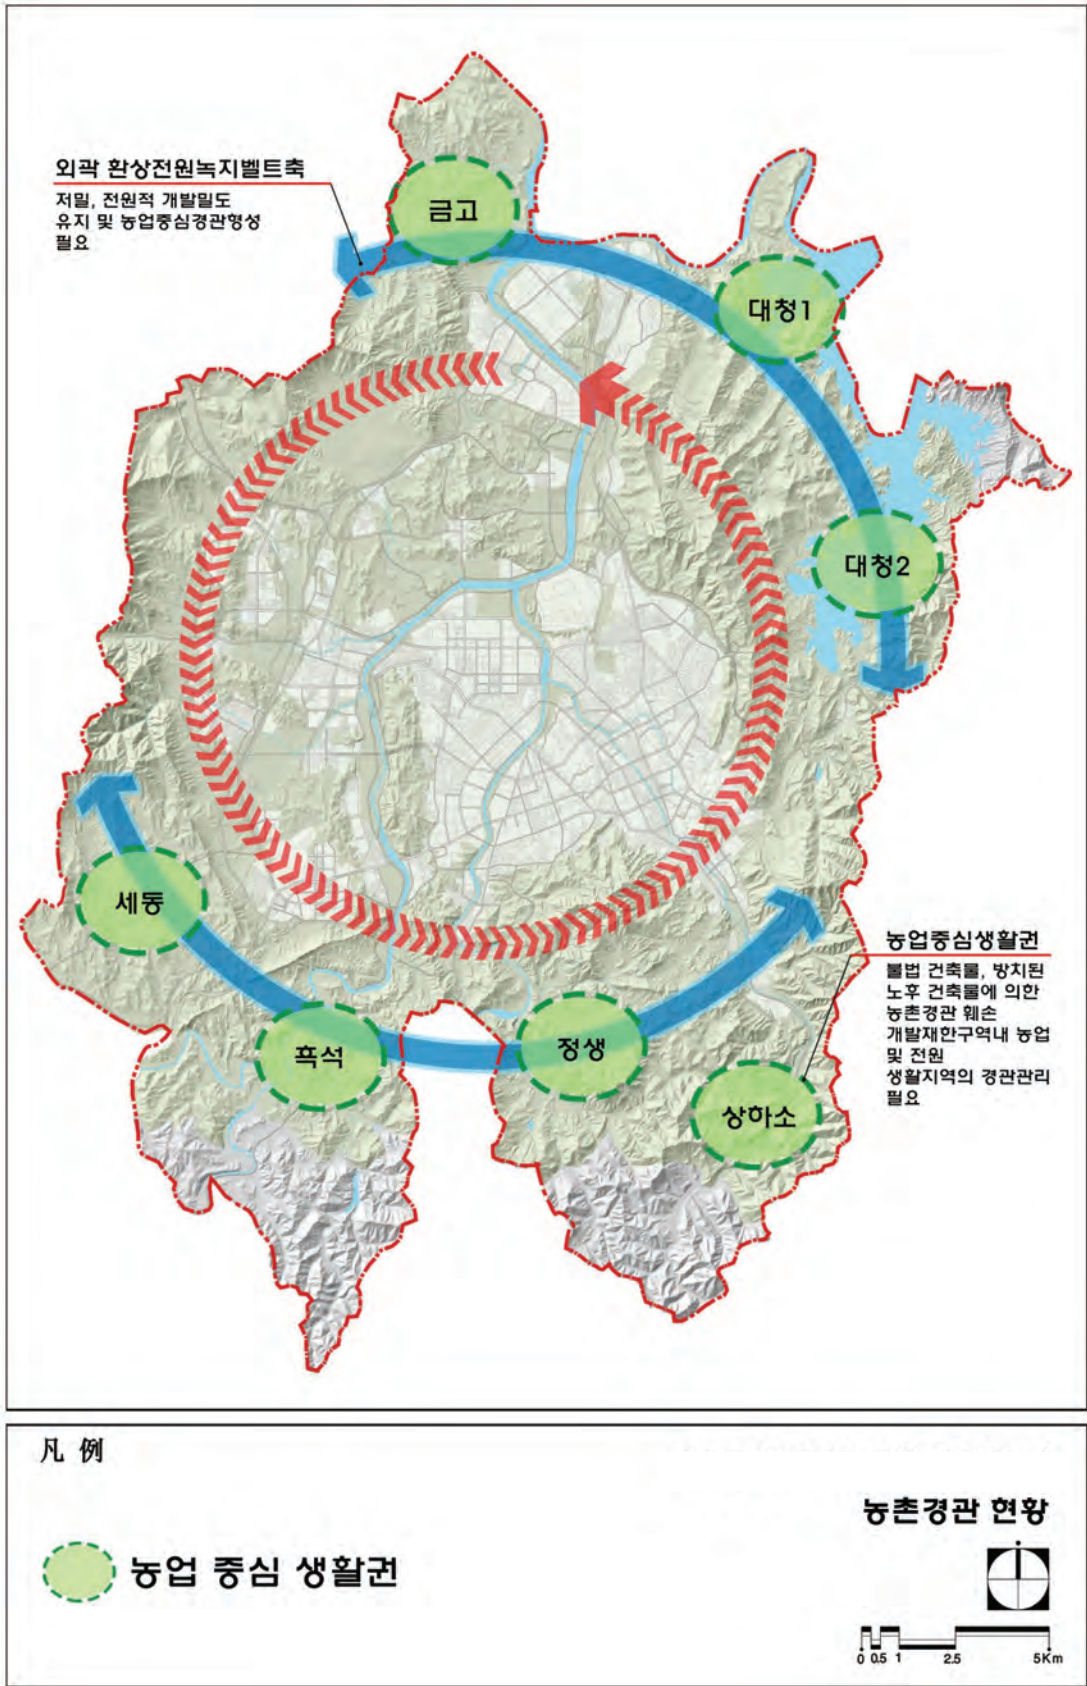 외곽 환상전원녹지벨트축
저밀, 전원적 개발밀도
유지 및 농업중심경관형성
필요
금고
대청1
대청2
세동
흑석
정생
상하소
농업중심생활권
불법 건축물, 방치된
노후 건축물에 의한
농촌경관 훼손
개발재한구역내 농업
및 전원
생활지역의 경관관리
필요
凡 例
농업 중심 생활권
농촌경관 현황
0 0.5 1 2.5 5Km